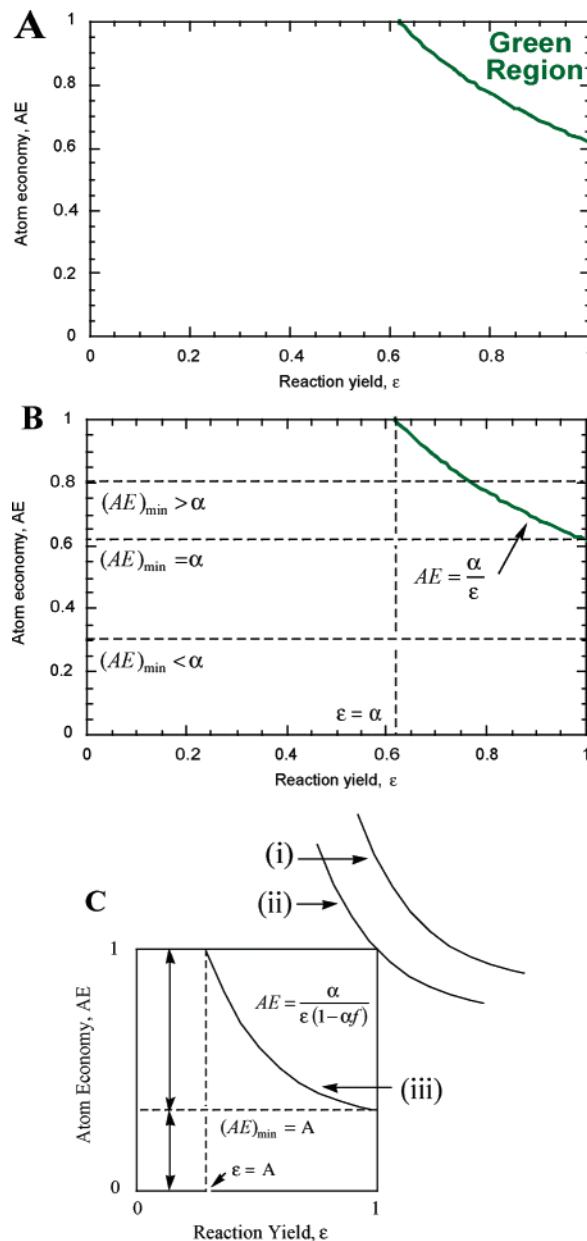 A
Green
Region
Atom economy, AE
1
0.8
0.6
0.4
0.2
0
0 0.2 0.4 0.6 0.8 1
Reaction yield, ε
B
Atom economy, AE
1
0.8
0.6
0.4
0.2
0
(AE)min > α
(AE)min = α
(AE)min < α
AE = α/ε
ε = α
0 0.2 0.4 0.6 0.8 1
Reaction yield, ε
C
(i)
(ii)
(iii)
Atom Economy, AE
1
0
AE = α/ε(1−αf)
(AE)min = A
ε = A
0 1
Reaction Yield, ε